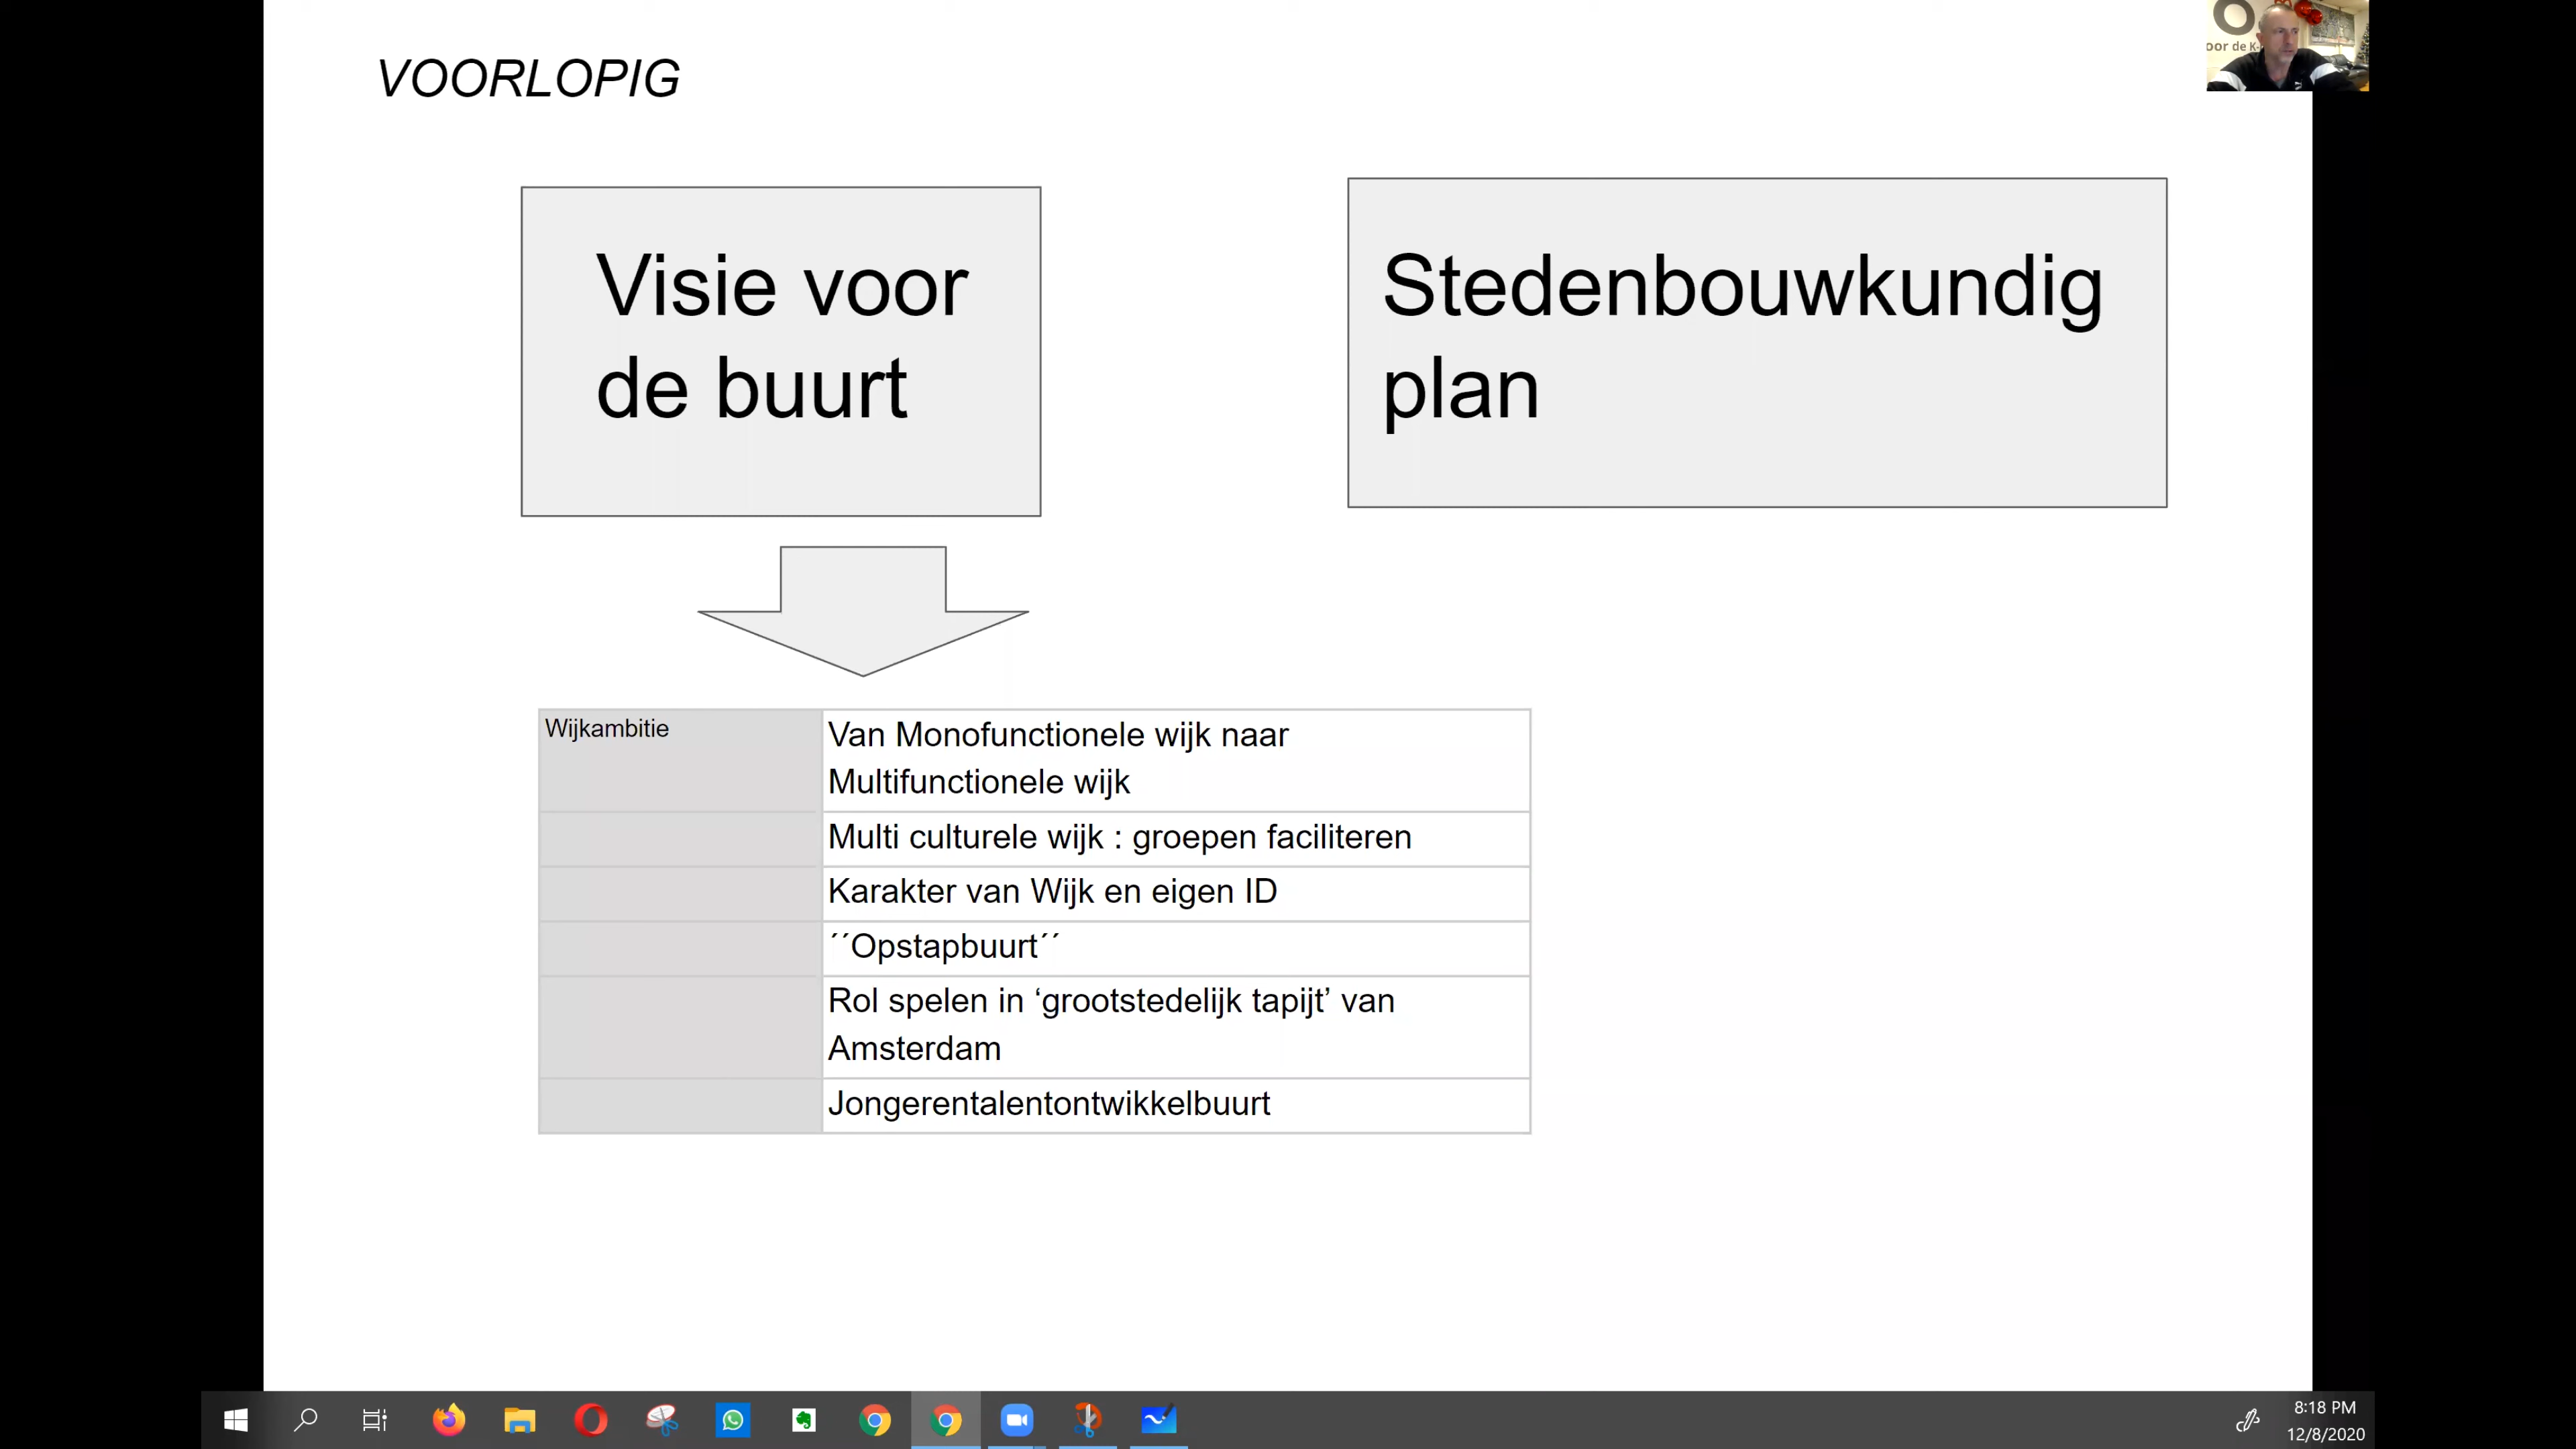 VOORLOPIG
Visie voor
de buurt
Stedenbouwkundig
plan
Wijkambitie
Van Monofunctionele wijk naar
Multifunctionele wijk
Multi culturele wijk : groepen faciliteren
Karakter van Wijk en eigen ID
´´Opstapbuurt´´
Rol spelen in ‘grootstedelijk tapijt’ van
Amsterdam
Jongerentalentontwikkelbuurt
oor de K-
8:18 PM
12/8/2020